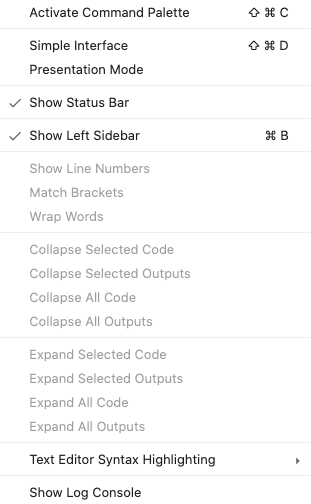 Activate Command Palette ⇧ ⌘ C
Simple Interface ⇧ ⌘ D
Presentation Mode
✓ Show Status Bar
✓ Show Left Sidebar ⌘ B
Show Line Numbers
Match Brackets
Wrap Words
Collapse Selected Code
Collapse Selected Outputs
Collapse All Code
Collapse All Outputs
Expand Selected Code
Expand Selected Outputs
Expand All Code
Expand All Outputs
Text Editor Syntax Highlighting
Show Log Console